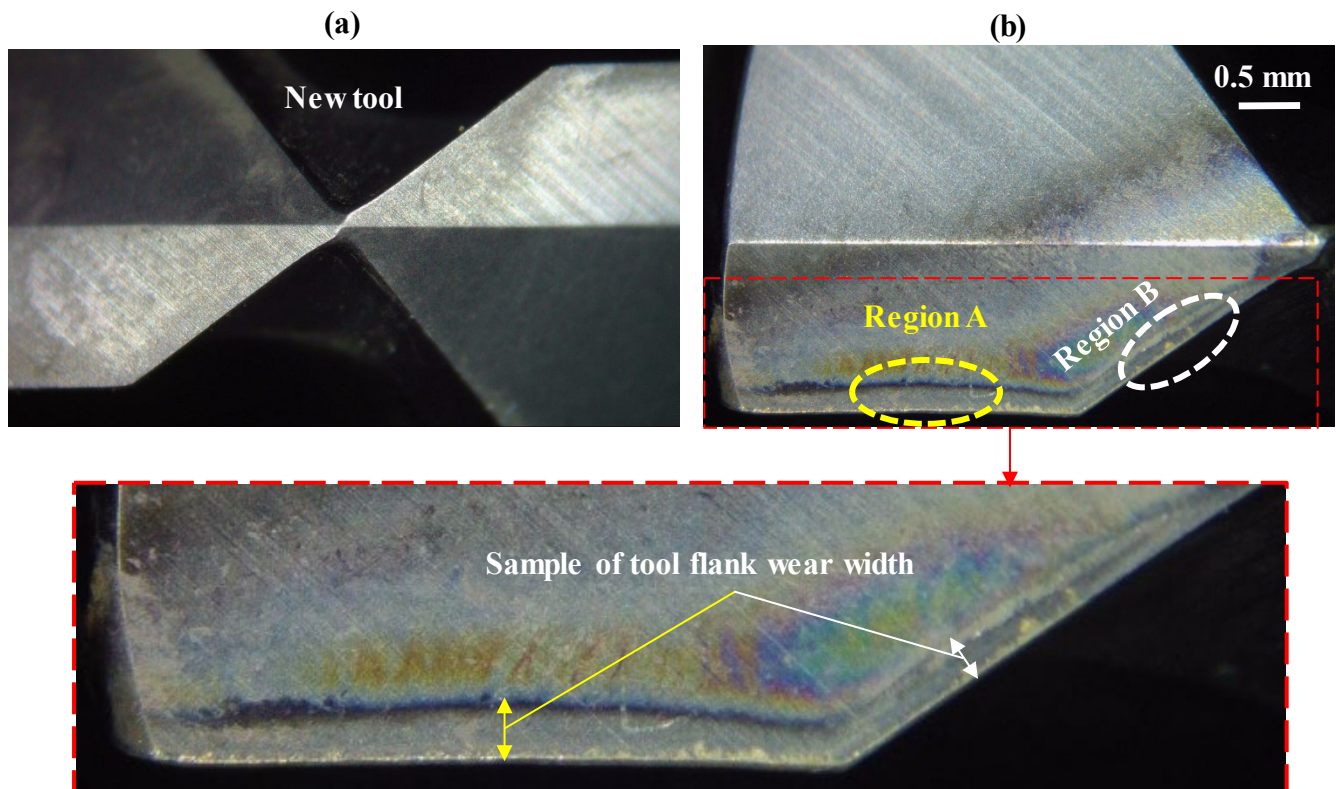 (a)
(b)
New tool
0.5 mm
Region A
Region B
Sample of tool flank wear width